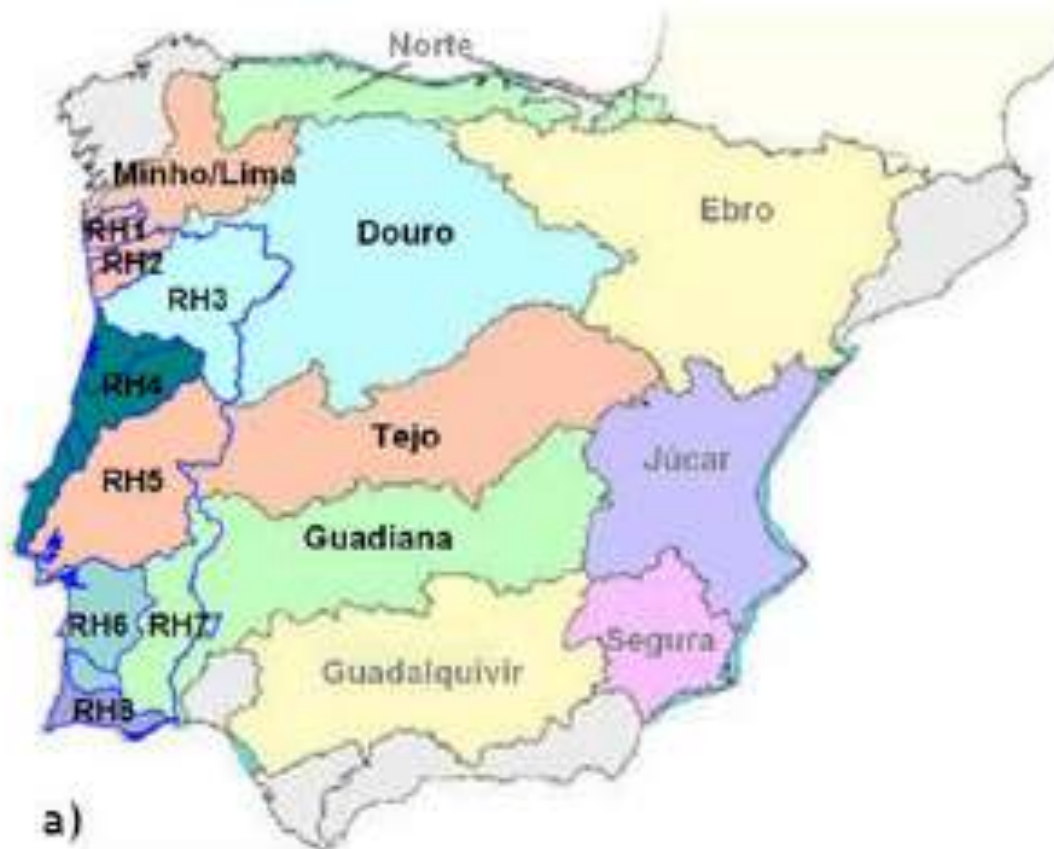 Norte
Minho/Lima
Ebro
RH1
Douro
RH2
RH3
RH4
Tejo
Júcar
RH5
Guadiana
RH6
RH7
Segura
Guadalquivir
RH8
a)